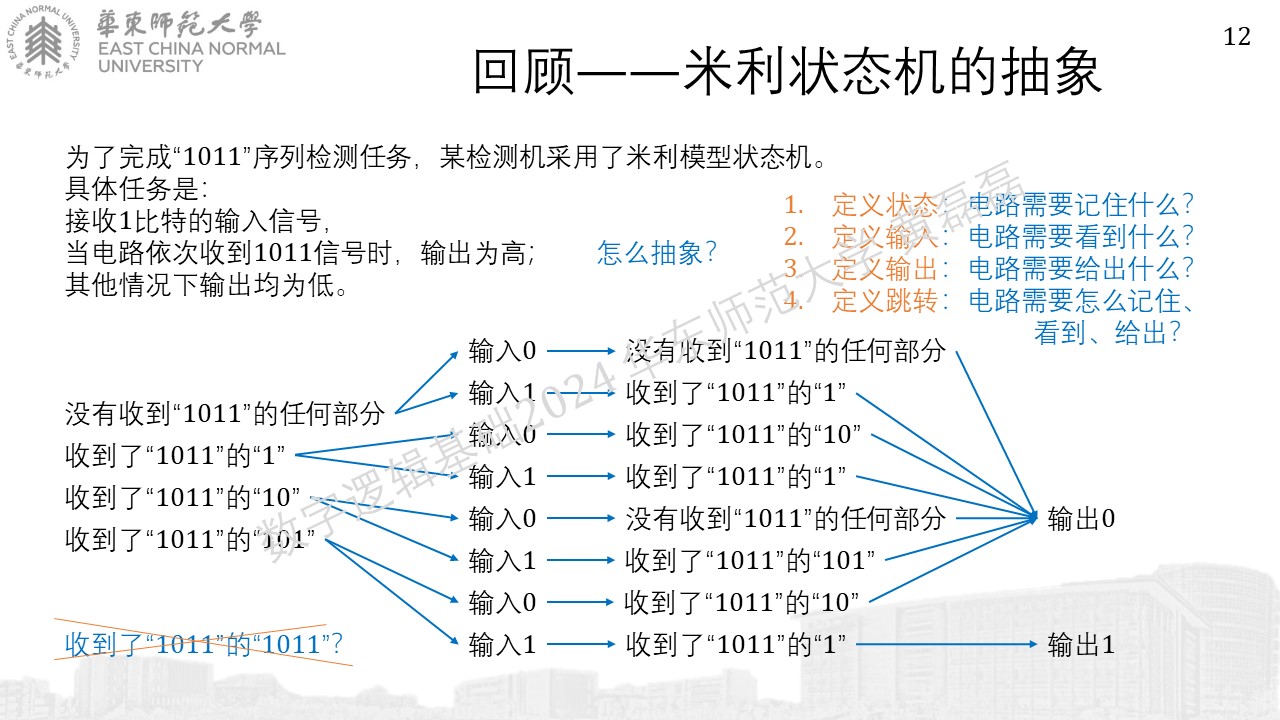 華東師範大學
EAST CHINA NORMAL
UNIVERSITY
12
回顾——米利状态机的抽象
为了完成“1011”序列检测任务，某检测机采用了米利模型状态机。
具体任务是：
接收1比特的输入信号，
当电路依次收到1011信号时，输出为高；
其他情况下输出均为低。
怎么抽象？
1. 定义状态：电路需要记住什么？
2. 定义输入：电路需要看到什么？
3 定义输出：电路需要给出什么？
4. 定义跳转：电路需要怎么记住、
看到、给出？
没有收到“1011”的任何部分
收到了“1011”的“1”
收到了“1011”的“10”
收到了“1011”的“101”
收到了“1011”的“1011”？
输入0
输入1
输入0
输入1
输入0
输入1
输入0
输入1
没有收到“1011”的任何部分
收到了“1011”的“1”
收到了“1011”的“10”
收到了“1011”的“1”
没有收到“1011”的任何部分
收到了“1011”的“101”
收到了“1011”的“10”
收到了“1011”的“1”
输出0
输出1
数字逻辑基础2024 华东师范大学 黄磊磊